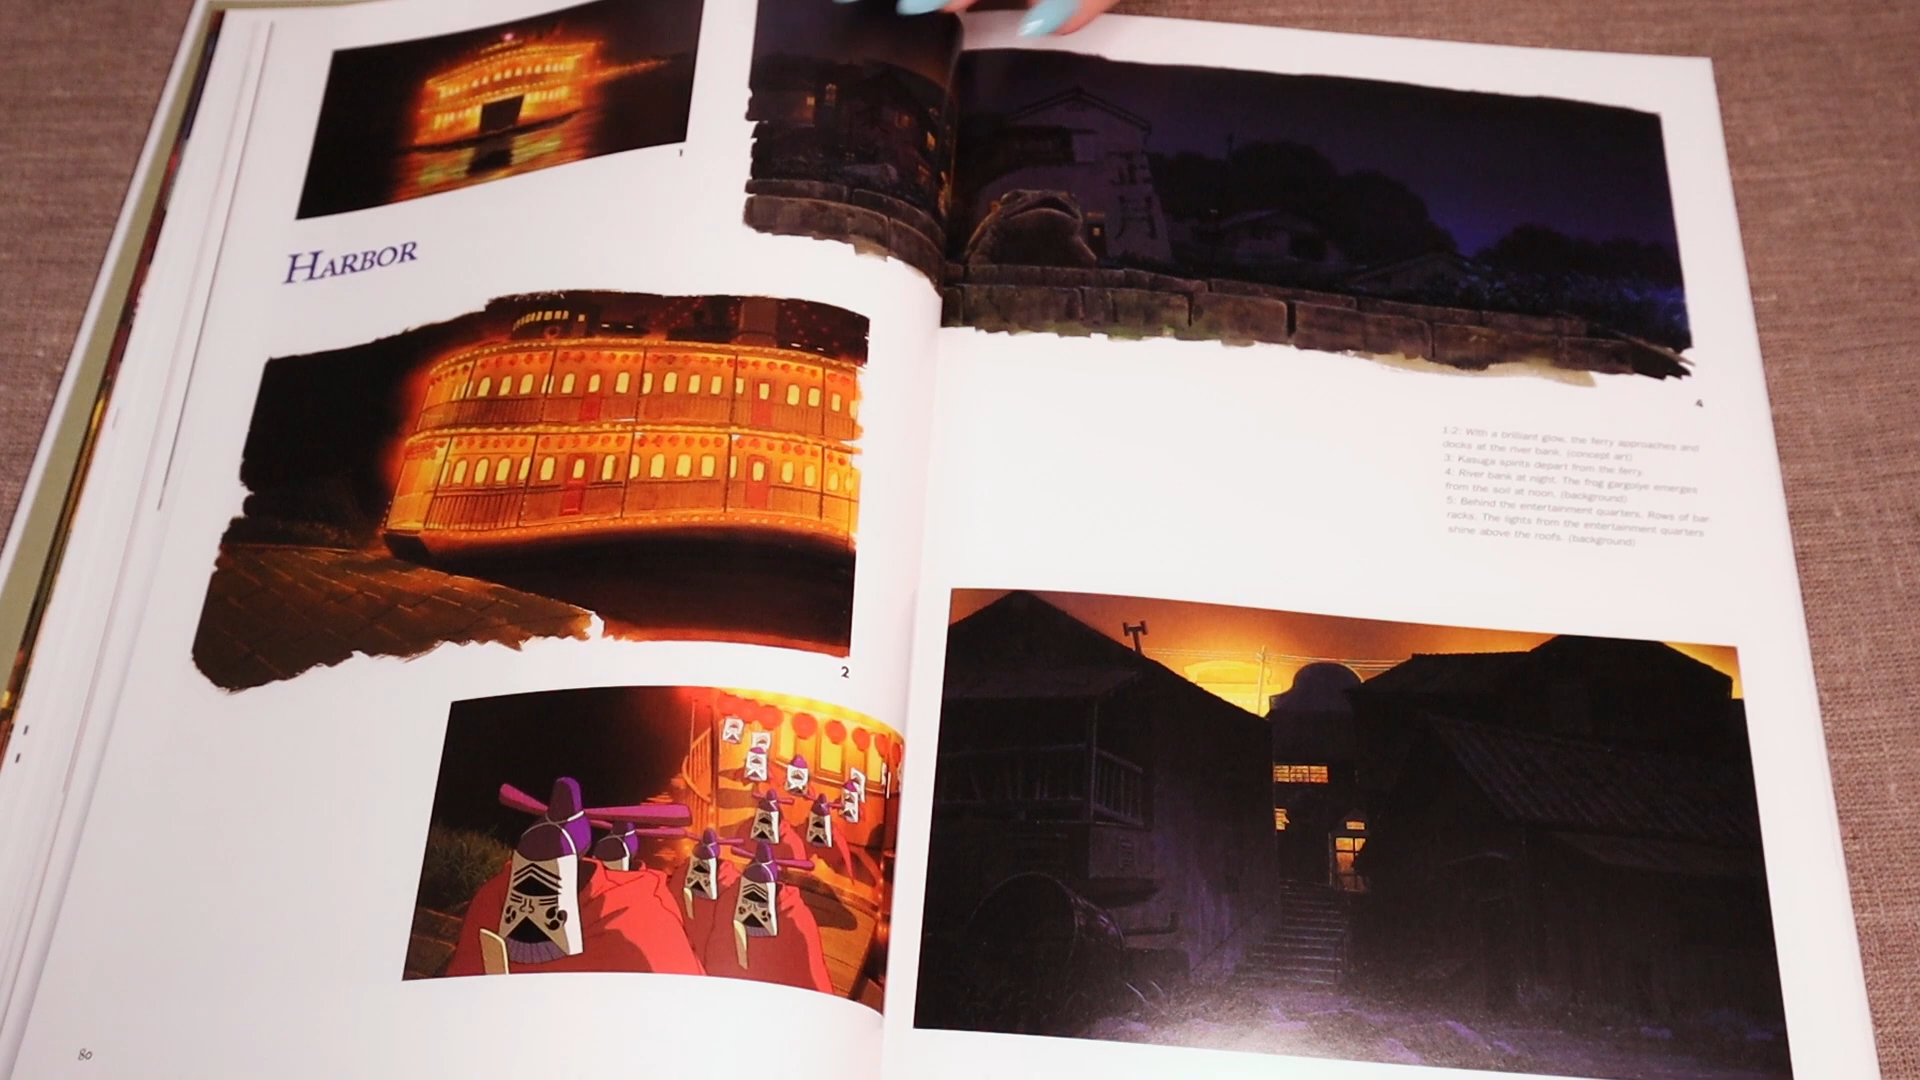 1
HARBOR
2
4
1-2: With a brilliant glow, the ferry approaches and
docks at the river bank. (concept art)
3: Kasuga spirits depart from the ferry.
4: River bank at night. The frog gargolye emerges
from the soil at noon. (background)
5: Behind the entertainment quarters. Rows of bar
racks. The lights from the entertainment quarters
shine above the roofs. (background)
80